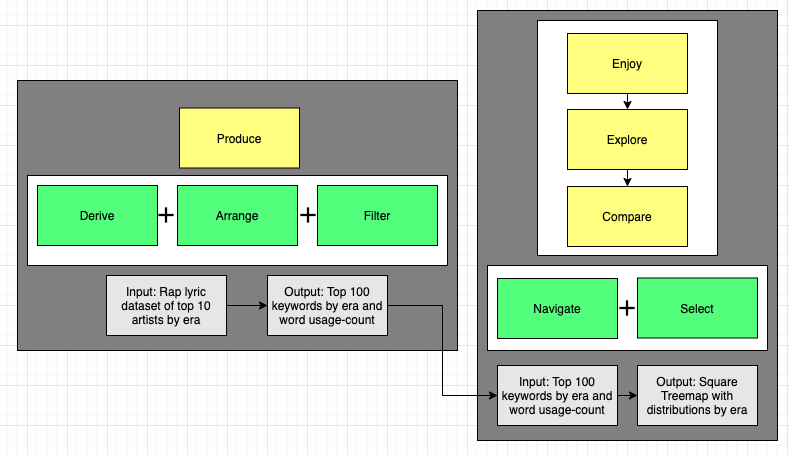 Produce
Derive
+
Arrange
+
Filter
Input: Rap lyric
dataset of top 10
artists by era
Output: Top 100
keywords by era and
word usage-count
Enjoy
Explore
Compare
Navigate
+
Select
Input: Top 100
keywords by era and
word usage-count
Output: Square
Treemap with
distributions by era